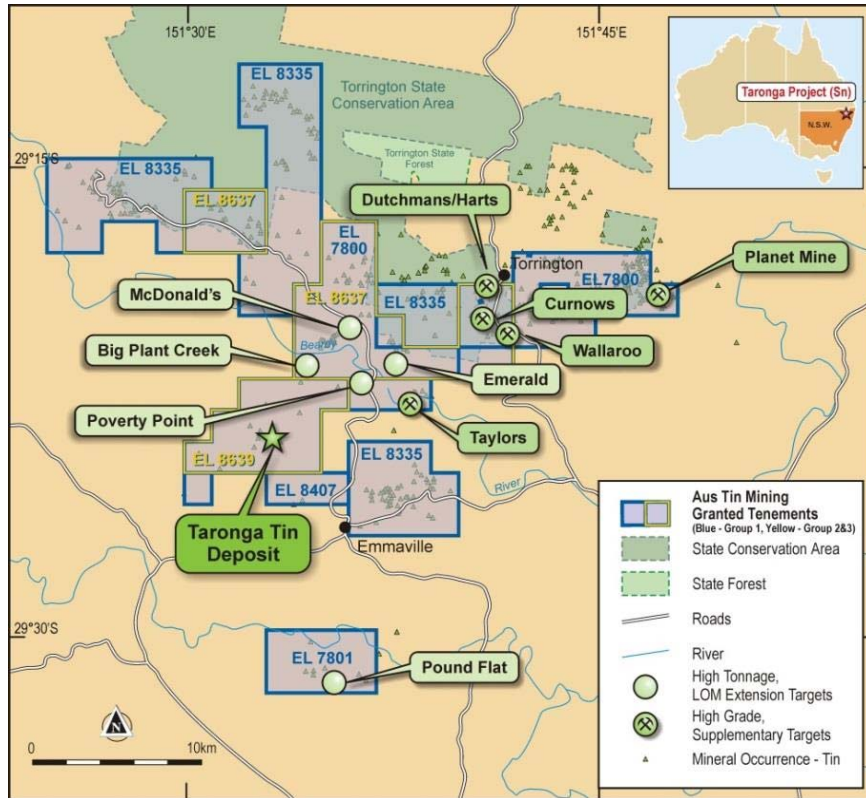 151°30'E
151°45'E
EL 8335
Torrington State
Conservation Area
Taronga Project (Sn)
N.S.W.
29°15'S
EL 8335
Torrington State
Forest
Dutchmans/Harts
EL 8637
EL
7800
Torrington
EL7800
Planet Mine
McDonald's
EL 8637
EL 8335
Curnows
Big Plant Creek
Wallaroo
Emerald
Poverty Point
Taylors
EL 8639
EL 8335
EL 8407
River
Taronga Tin
Deposit
Emmaville
29°30'S
EL 7801
Pound Flat
N
0
10km
Aus Tin Mining
Granted Tenements
(Blue - Group 1, Yellow - Group 2&3)
State Conservation Area
State Forest
Roads
River
High Tonnage,
LOM Extension Targets
High Grade,
Supplementary Targets
Mineral Occurrence - Tin